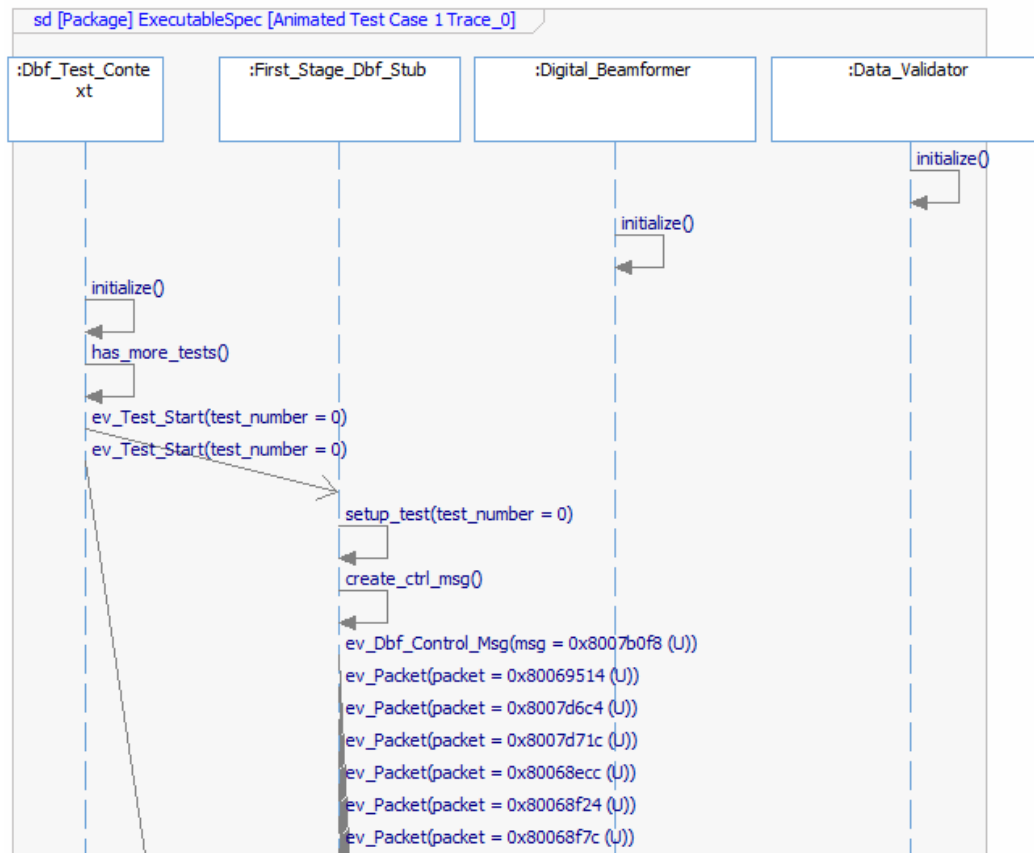 sd [Package] ExecutableSpec [Animated Test Case 1 Trace_0]
:Dbf_Test_Conte
xt
:First_Stage_Dbf_Stub
:Digital_Beamformer
:Data_Validator
initialize()
initialize()
initialize()
has_more_tests()
ev_Test_Start(test_number = 0)
ev_Test_Start(test_number = 0)
setup_test(test_number = 0)
create_ctrl_msg()
ev_Dbf_Control_Msg(msg = 0x8007b0f8 (U))
ev_Packet(packet = 0x80069514 (U))
ev_Packet(packet = 0x8007d6c4 (U))
ev_Packet(packet = 0x8007d71c (U))
ev_Packet(packet = 0x80068ecc (U))
ev_Packet(packet = 0x80068f24 (U))
ev_Packet(packet = 0x80068f7c (U))